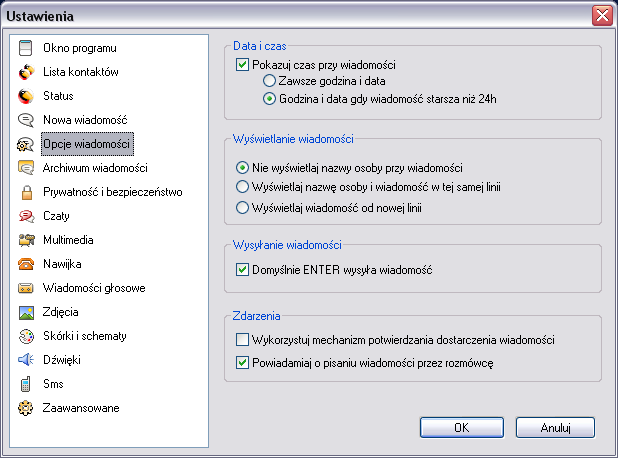 Ustawienia
Okno programu
Lista kontaktów
Status
Nowa wiadomość
Opcje wiadomości
Archiwum wiadomości
Prywatność i bezpieczeństwo
Czaty
Multimedia
Nawijka
Wiadomości głosowe
Zdjęcia
Skórki i schematy
Dźwięki
Sms
Zaawansowane
Data i czas
Pokazuj czas przy wiadomości
Zawsze godzina i data
Godzina i data gdy wiadomość starsza niż 24h
Wyświetlanie wiadomości
Nie wyświetlaj nazwy osoby przy wiadomości
Wyświetlaj nazwę osoby i wiadomość w tej samej linii
Wyświetlaj wiadomość od nowej linii
Wysyłanie wiadomości
Domyślnie ENTER wysyła wiadomość
Zdarzenia
Wykorzystuj mechanizm potwierdzania dostarczenia wiadomości
Powiadamiaj o pisaniu wiadomości przez rozmówcę
OK
Anuluj